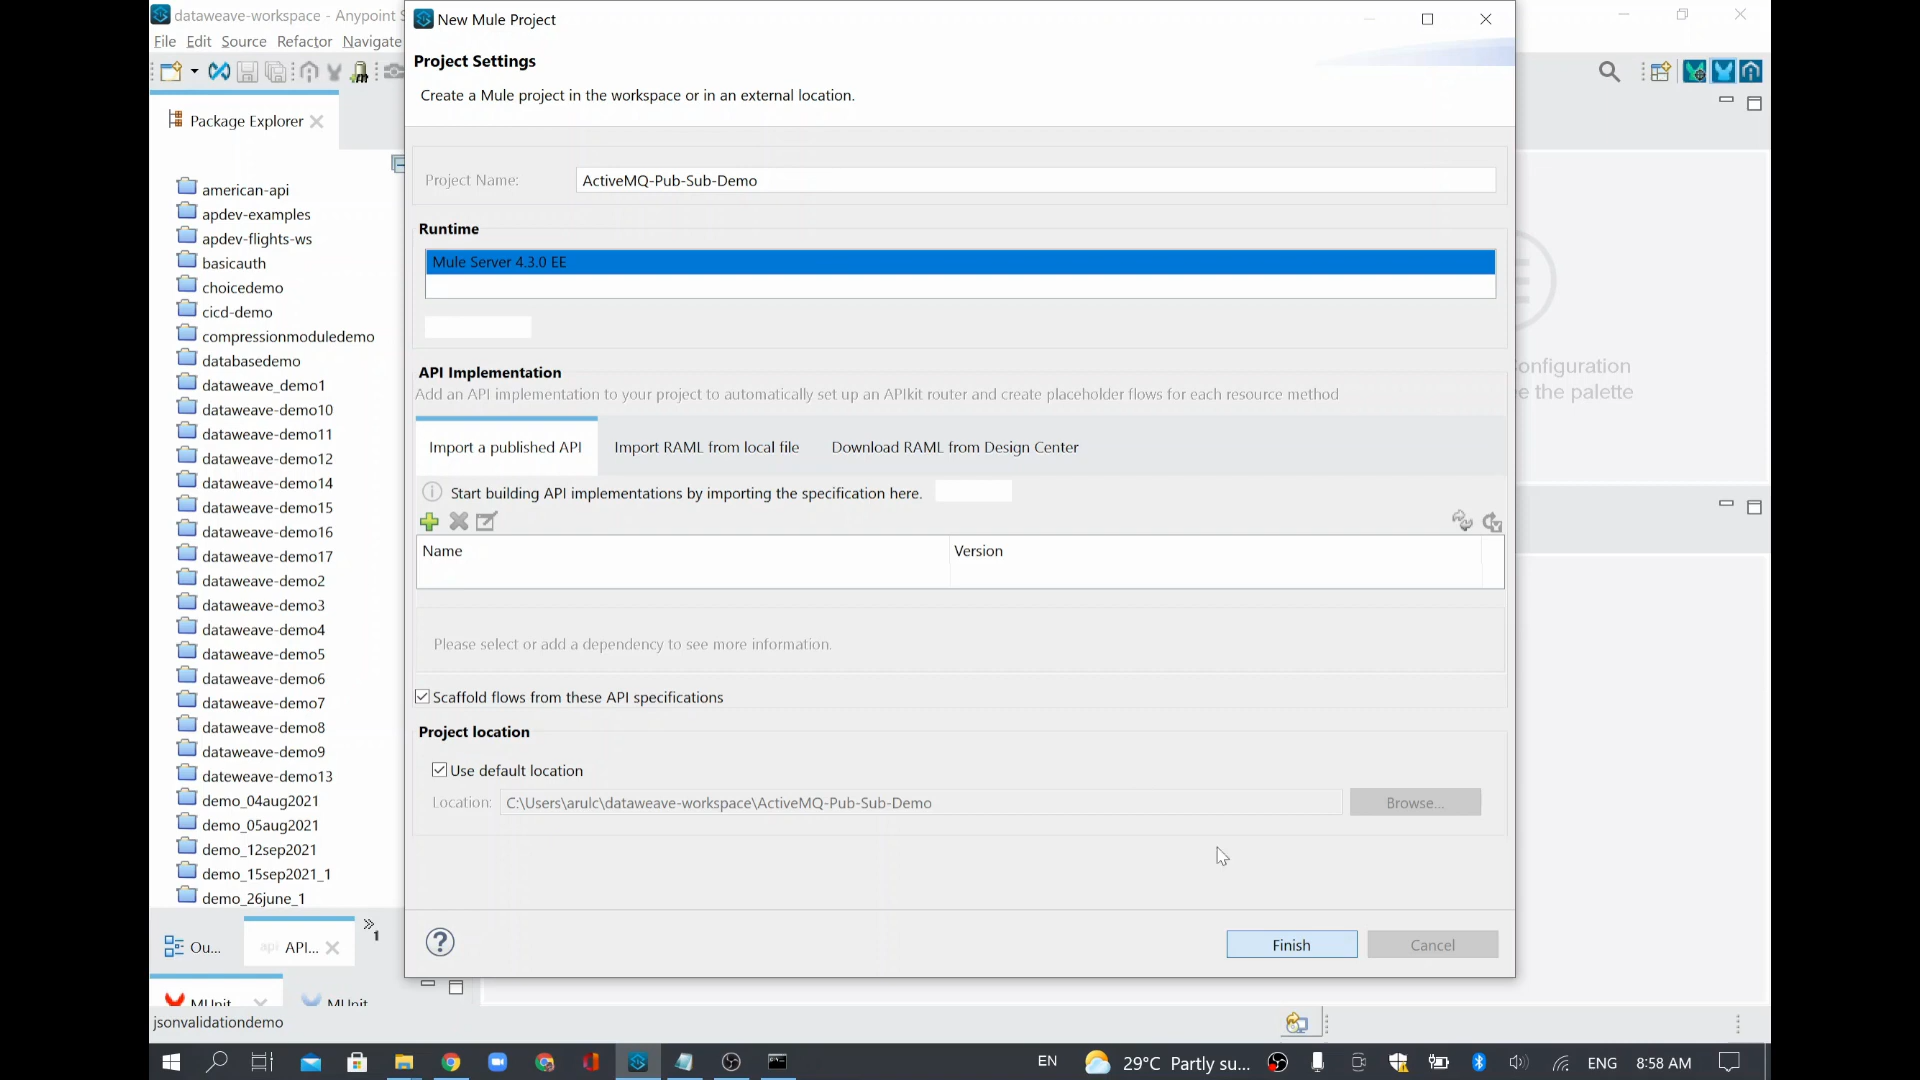 dataweave-workspace - Anypoint S
New Mule Project
File Edit Source Refactor Navigate
Project Settings
Create a Mule project in the workspace or in an external location.
Package Explorer
Project Name: ActiveMQ-Pub-Sub-Demo
american-api
apdev-examples
apdev-flights-ws
basicauth
choicedemo
cicd-demo
compressionmoduledemo
databasedemo
dataweave_demo1
dataweave-demo10
dataweave-demo11
dataweave-demo12
dataweave-demo14
dataweave-demo15
dataweave-demo16
dataweave-demo17
dataweave-demo2
dataweave-demo3
dataweave-demo4
dataweave-demo5
dataweave-demo6
dataweave-demo7
dataweave-demo8
dataweave-demo9
dateweave-demo13
demo_04aug2021
demo_05aug2021
demo_12sep2021
demo_15sep2021_1
demo_26june_1
Runtime
Mule Server 4.3.0 EE
API Implementation
Add an API implementation to your project to automatically set up an APIkit router and create placeholder flows for each resource method
Import a published API Import RAML from local file Download RAML from Design Center
Start building API implementations by importing the specification here.
Name Version
Please select or add a dependency to see more information.
Scaffold flows from these API specifications
Project location
Use default location
Location: C:\Users\arulc\dataweave-workspace\ActiveMQ-Pub-Sub-Demo Browse...
Finish Cancel
onfiguration
e the palette
Ou... api API... 1
MUnit MUnit
jsonvalidationdemo
EN 29°C Partly su... ENG 8:58 AM